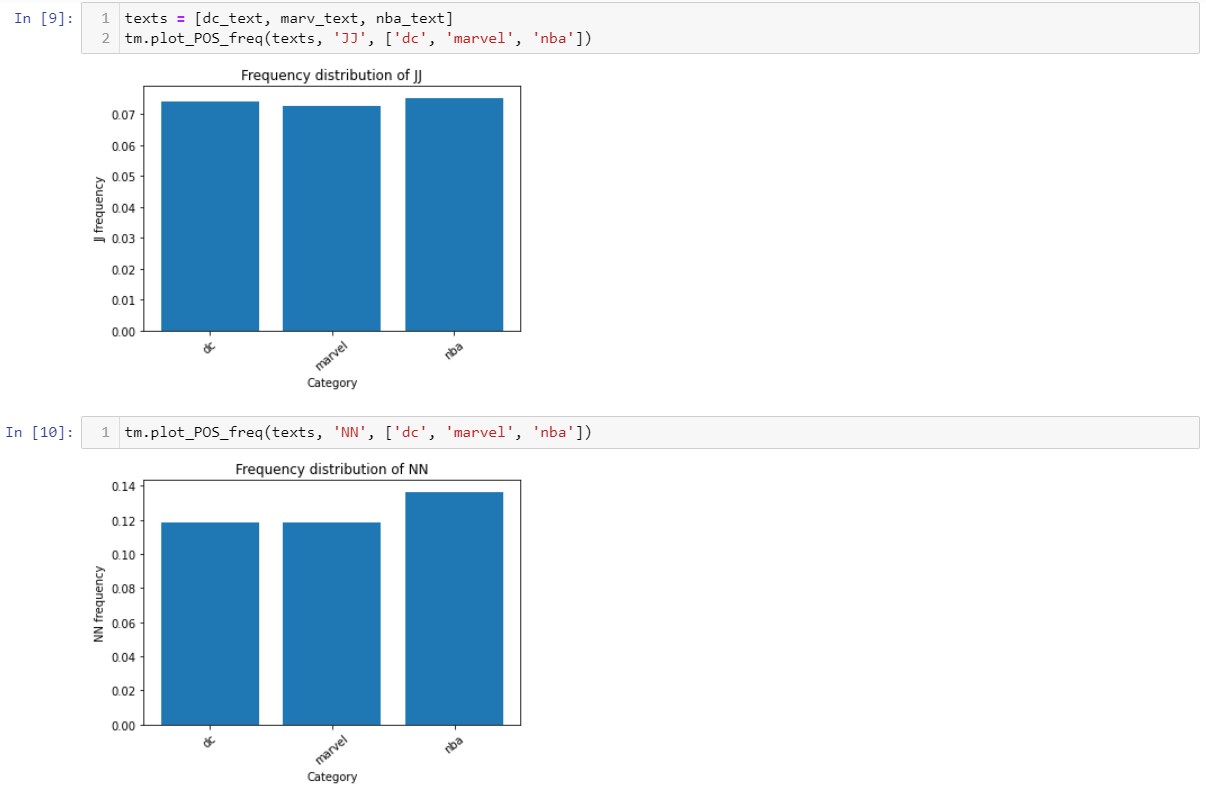 In [9]:
1 texts = [dc_text, marv_text, nba_text]
2 tm.plot_POS_freq(texts, 'JJ', ['dc', 'marvel', 'nba'])
Frequency distribution of JJ
JJ frequency
0.07
0.06
0.05
0.04
0.03
0.02
0.01
0.00
dc
marvel
nba
Category
In [10]:
1 tm.plot_POS_freq(texts, 'NN', ['dc', 'marvel', 'nba'])
Frequency distribution of NN
NN frequency
0.14
0.12
0.10
0.08
0.06
0.04
0.02
0.00
dc
marvel
nba
Category